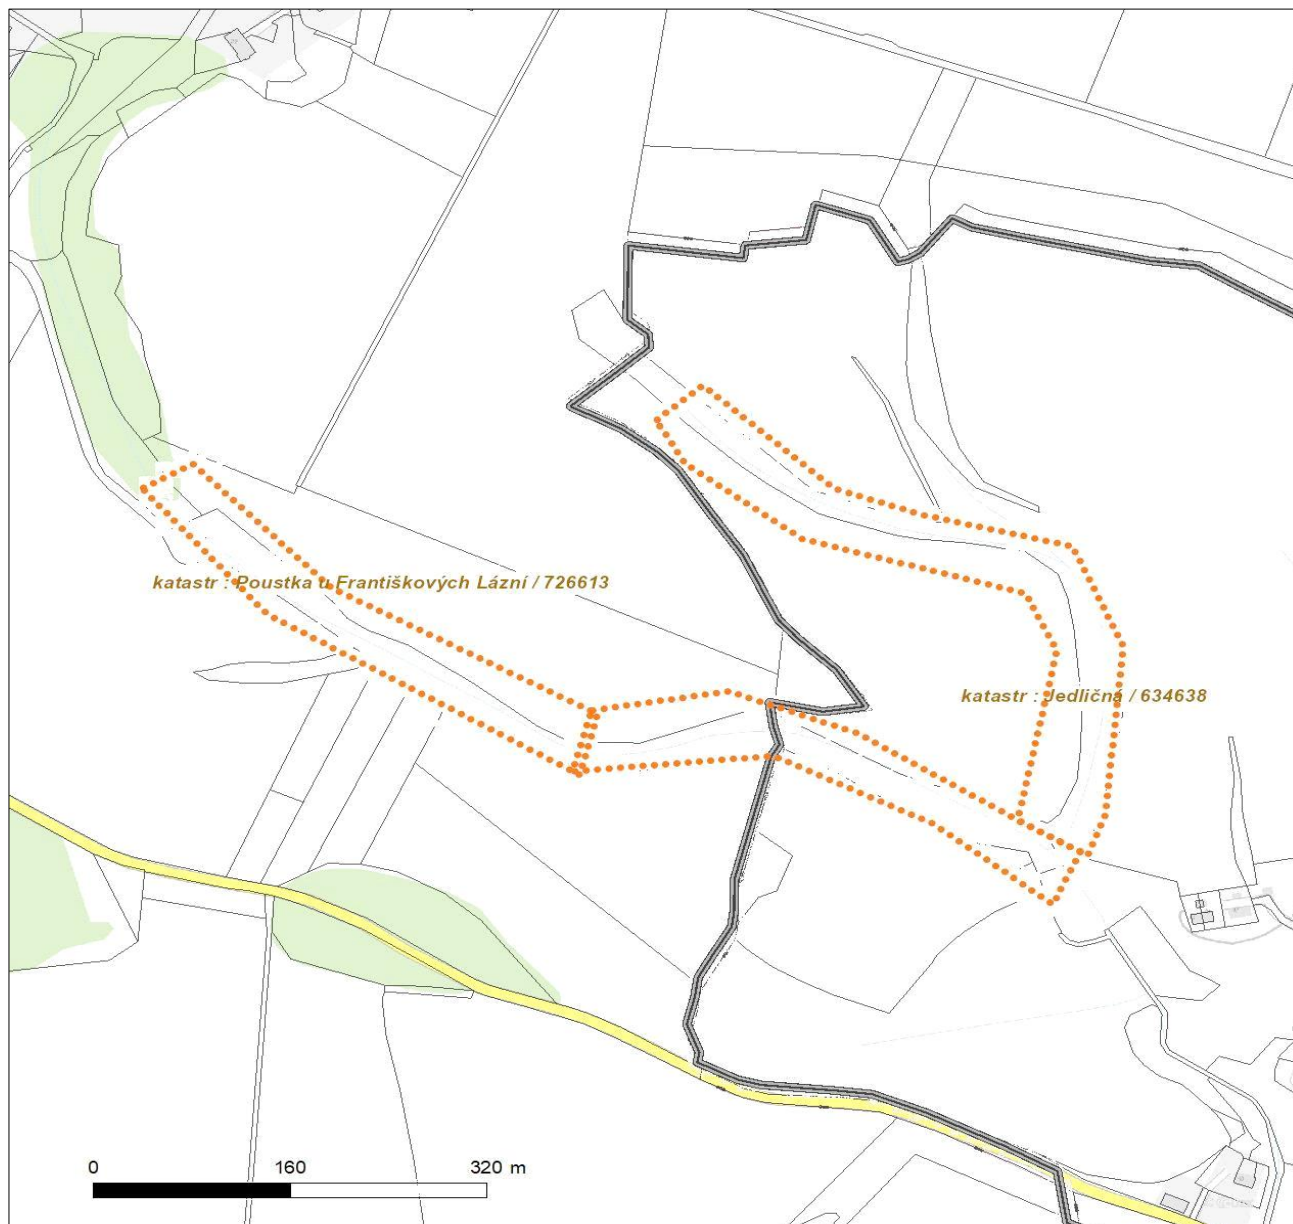 katastr : Poustka u Františkových Lázní / 726613
katastr : Jedličná / 634638
0 160 320 m